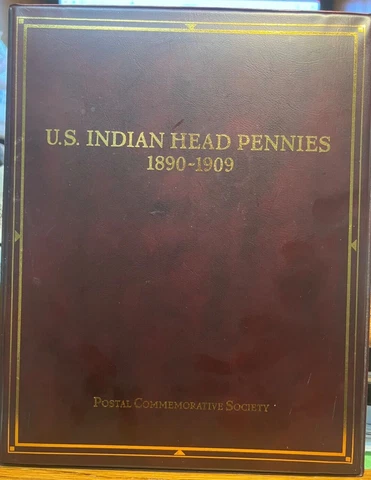 U.S. INDIAN HEAD PENNIES
1890-1909
POSTAL COMMEMORATIVE SOCIETY